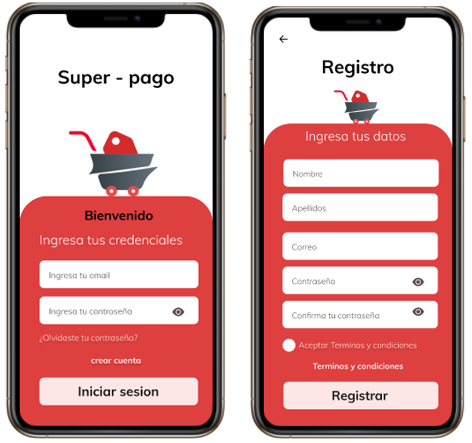 Super - pago
Bienvenido
Ingresa tus credenciales
Ingresa tu email
Ingresa tu contraseña
¿Olvidaste tu contraseña?
crear cuenta
Iniciar sesion
Registro
Ingresa tus datos
Nombre
Apellidos
Correo
Contraseña
Confirma tu contraseña
Aceptar Terminos y condiciones
Terminos y condiciones
Registrar